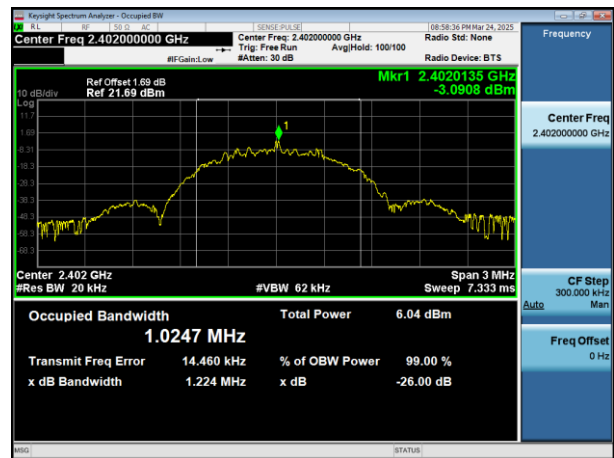 Keysight Spectrum Analyzer - Occupied BW
RL RF 50 Ω AC SENSE:PULSE 08:58:36 PM Mar 24, 2025
Center Freq 2.402000000 GHz Center Freq: 2.402000000 GHz Radio Std: None Frequency
Trig: Free Run Avg|Hold: 100/100
#IFGain:Low #Atten: 30 dB Radio Device: BTS
Ref Offset 1.69 dB Mkr1 2.4020135 GHz
10 dB/div Ref 21.69 dBm -3.0908 dBm
Log
11.7
1.69
-8.31
-18.3
-28.3
-38.3
-48.3
-58.3
-68.3
1
Center Freq
2.402000000 GHz
Center 2.402 GHz Span 3 MHz
#Res BW 20 kHz #VBW 62 kHz Sweep 7.333 ms
CF Step
300.000 kHz
Auto Man
Occupied Bandwidth Total Power 6.04 dBm
1.0247 MHz
Transmit Freq Error 14.460 kHz % of OBW Power 99.00 %
x dB Bandwidth 1.224 MHz x dB -26.00 dB
Freq Offset
0 Hz
MSG STATUS